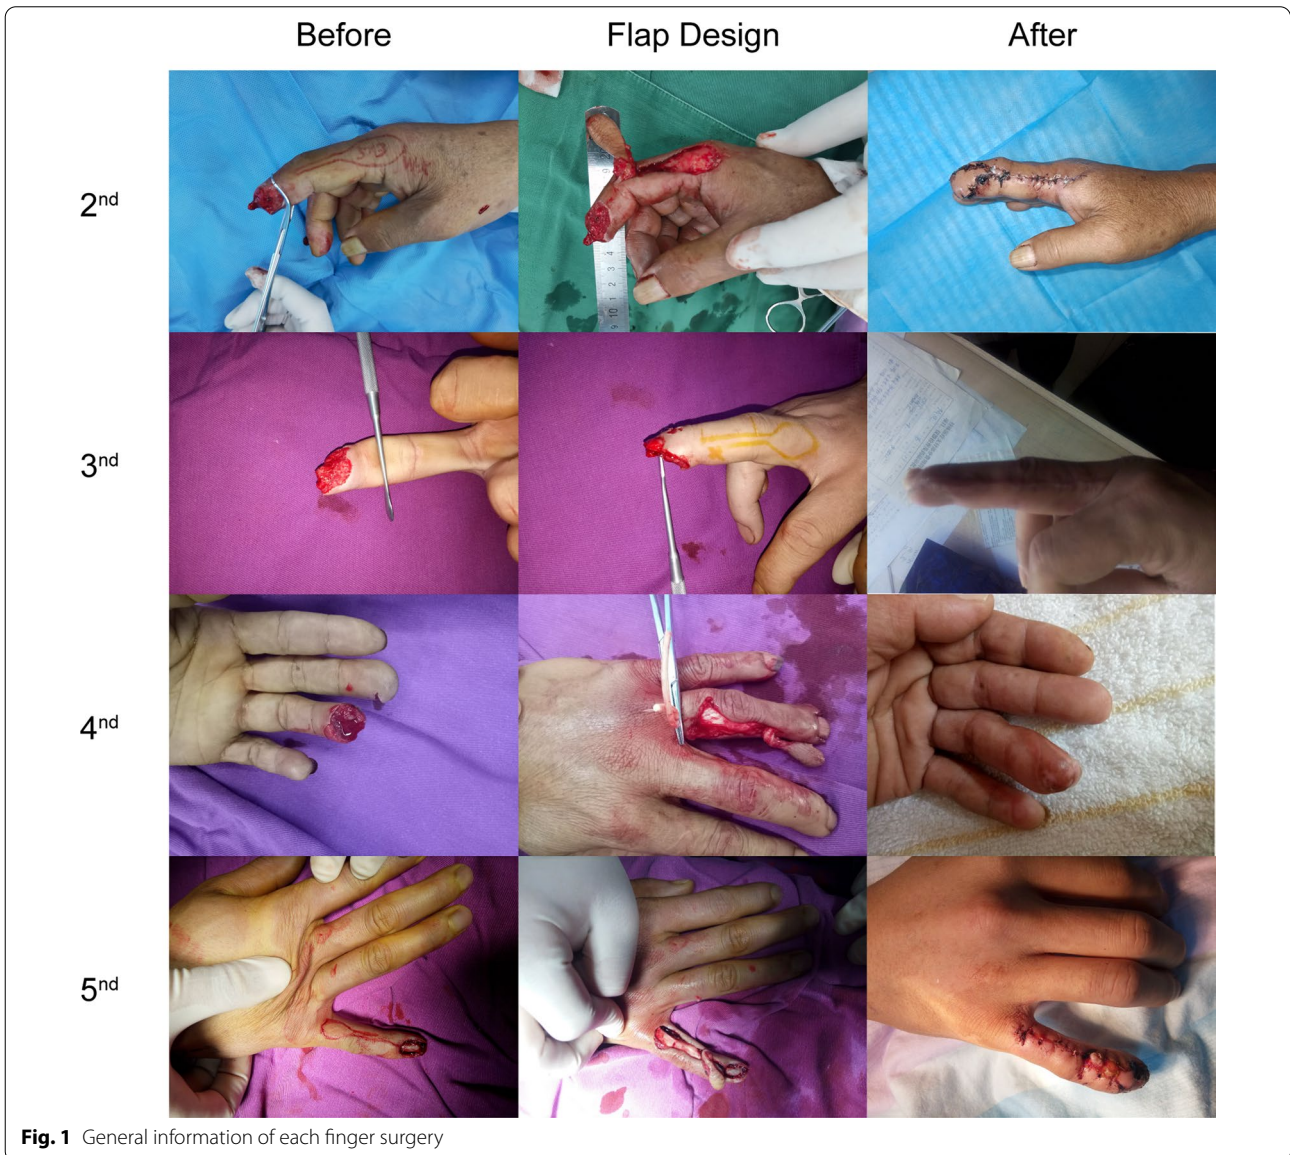 Before Flap Design After
2nd
3nd
4nd
5nd
Fig. 1 General information of each finger surgery